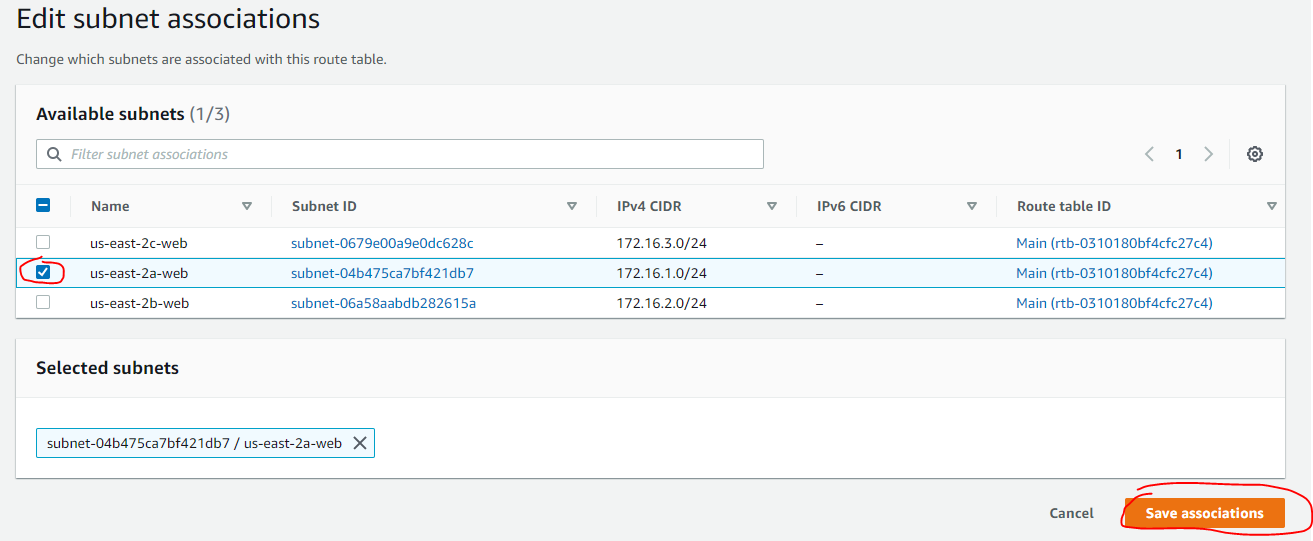 Edit subnet associations
Change which subnets are associated with this route table.
Available subnets (1/3)
Filter subnet associations
1
Name Subnet ID IPv4 CIDR IPv6 CIDR Route table ID
us-east-2c-web subnet-0679e00a9e0dc628c 172.16.3.0/24 – Main (rtb-0310180bf4cfc27c4)
us-east-2a-web subnet-04b475ca7bf421db7 172.16.1.0/24 – Main (rtb-0310180bf4cfc27c4)
us-east-2b-web subnet-06a58aabdb282615a 172.16.2.0/24 – Main (rtb-0310180bf4cfc27c4)
Selected subnets
subnet-04b475ca7bf421db7 / us-east-2a-web
Cancel Save associations